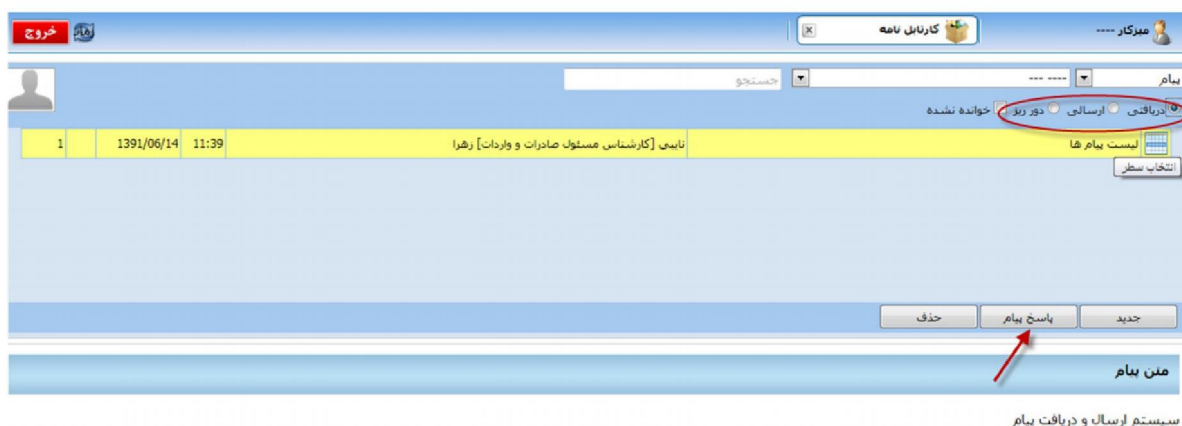 میزکار ---- کارتابل نامه خروج
پیام ---- --- --- جستجو
دریافتی ارسالی دور ریز خوانده نشده
لیست پیام ها نایبی [کارشناس مسئول صادرات و واردات] زهرا 11:39 1391/06/14 1
انتخاب سطر
جدید پاسخ پیام حذف
متن پیام
سیستم ارسال و دریافت پیام